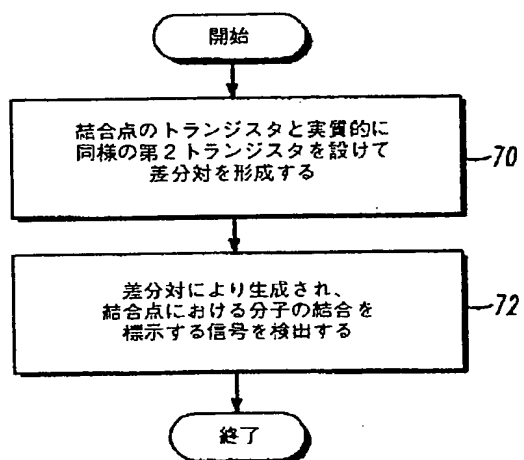 開始
結合点のトランジスタと実質的に
同様の第2トランジスタを設けて
差分対を形成する
70
差分対により生成され、
結合点における分子の結合を
標示する信号を検出する
72
終了